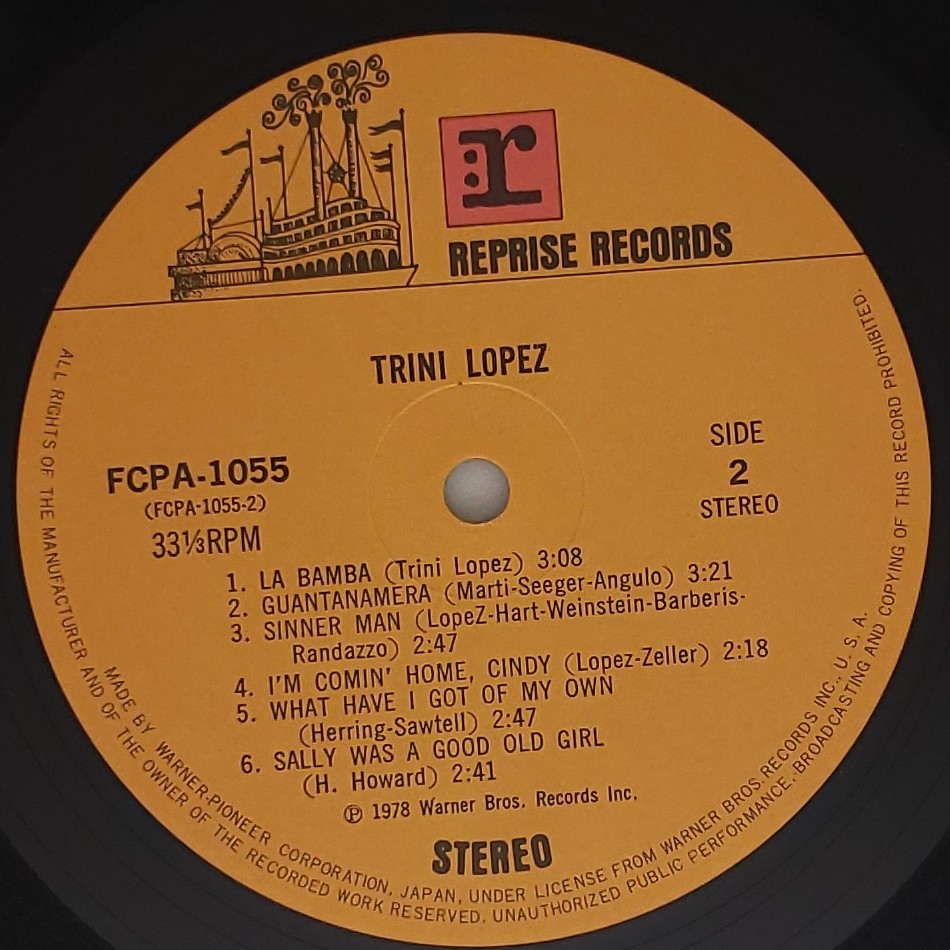 r
REPRISE RECORDS
TRINI LOPEZ
FCPA-1055
(FCPA-1055-2)
33⅓RPM
SIDE
2
STEREO
1. LA BAMBA (Trini Lopez) 3:08
2. GUANTANAMERA (Marti-Seeger-Angulo) 3:21
3. SINNER MAN (LopeZ-Hart-Weinstein-Barberis-
Randazzo) 2:47
4. I'M COMIN' HOME, CINDY (Lopez-Zeller) 2:18
5. WHAT HAVE I GOT OF MY OWN
(Herring-Sawtell) 2:47
6. SALLY WAS A GOOD OLD GIRL
(H. Howard) 2:41
Ⓟ 1978 Warner Bros. Records Inc.
STEREO
MADE BY WARNER-PIONEER CORPORATION, JAPAN, UNDER LICENSE FROM WARNER BROS. RECORDS INC., U. S. A.
ALL RIGHTS OF THE MANUFACTURER AND OF THE OWNER OF THE RECORDED WORK RESERVED. UNAUTHORIZED PUBLIC PERFORMANCE, BROADCASTING AND COPYING OF THIS RECORD PROHIBITED.